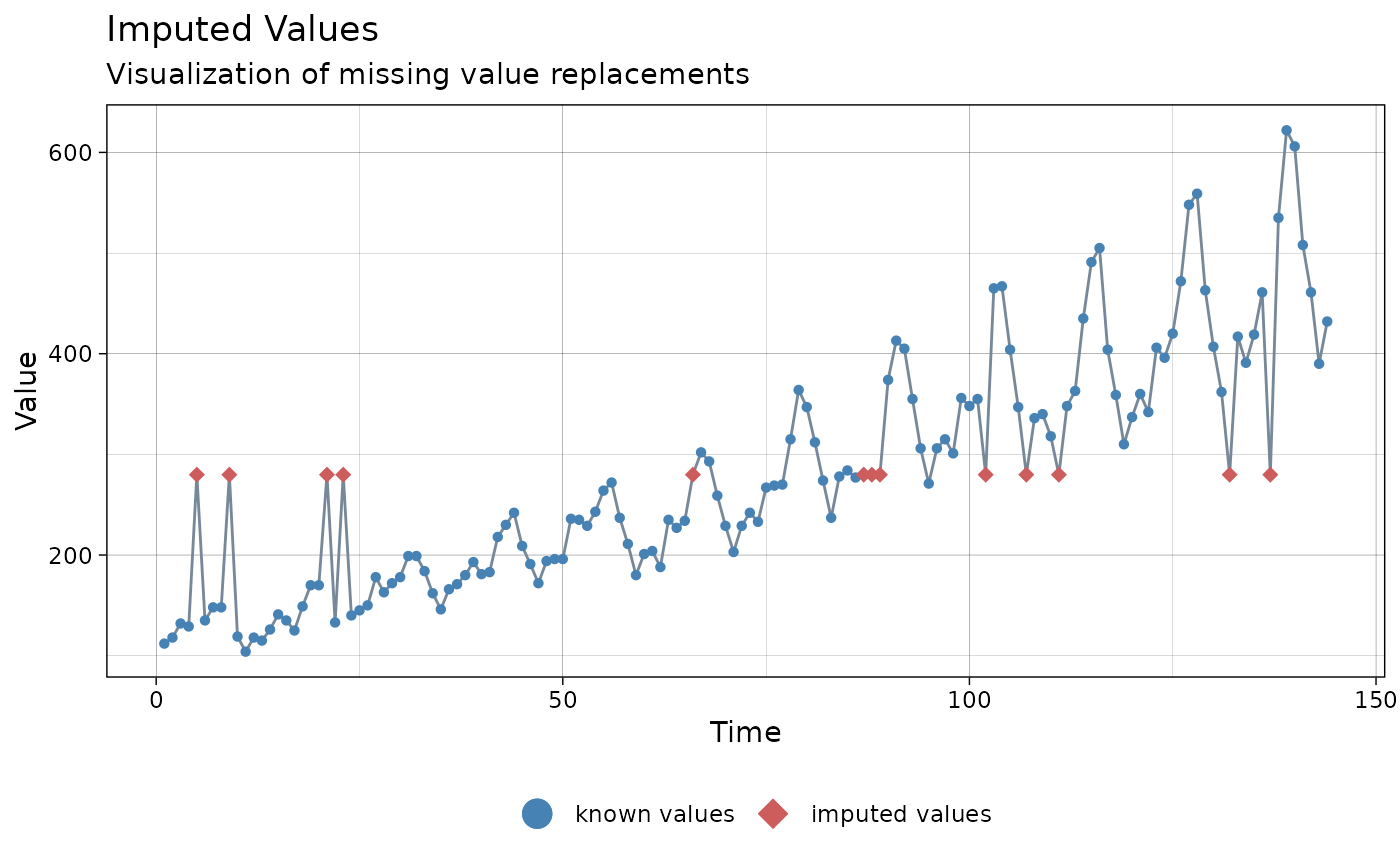 Imputed Values
Visualization of missing value replacements
600
400
200
Value
0 50 100 150
Time
known values imputed values